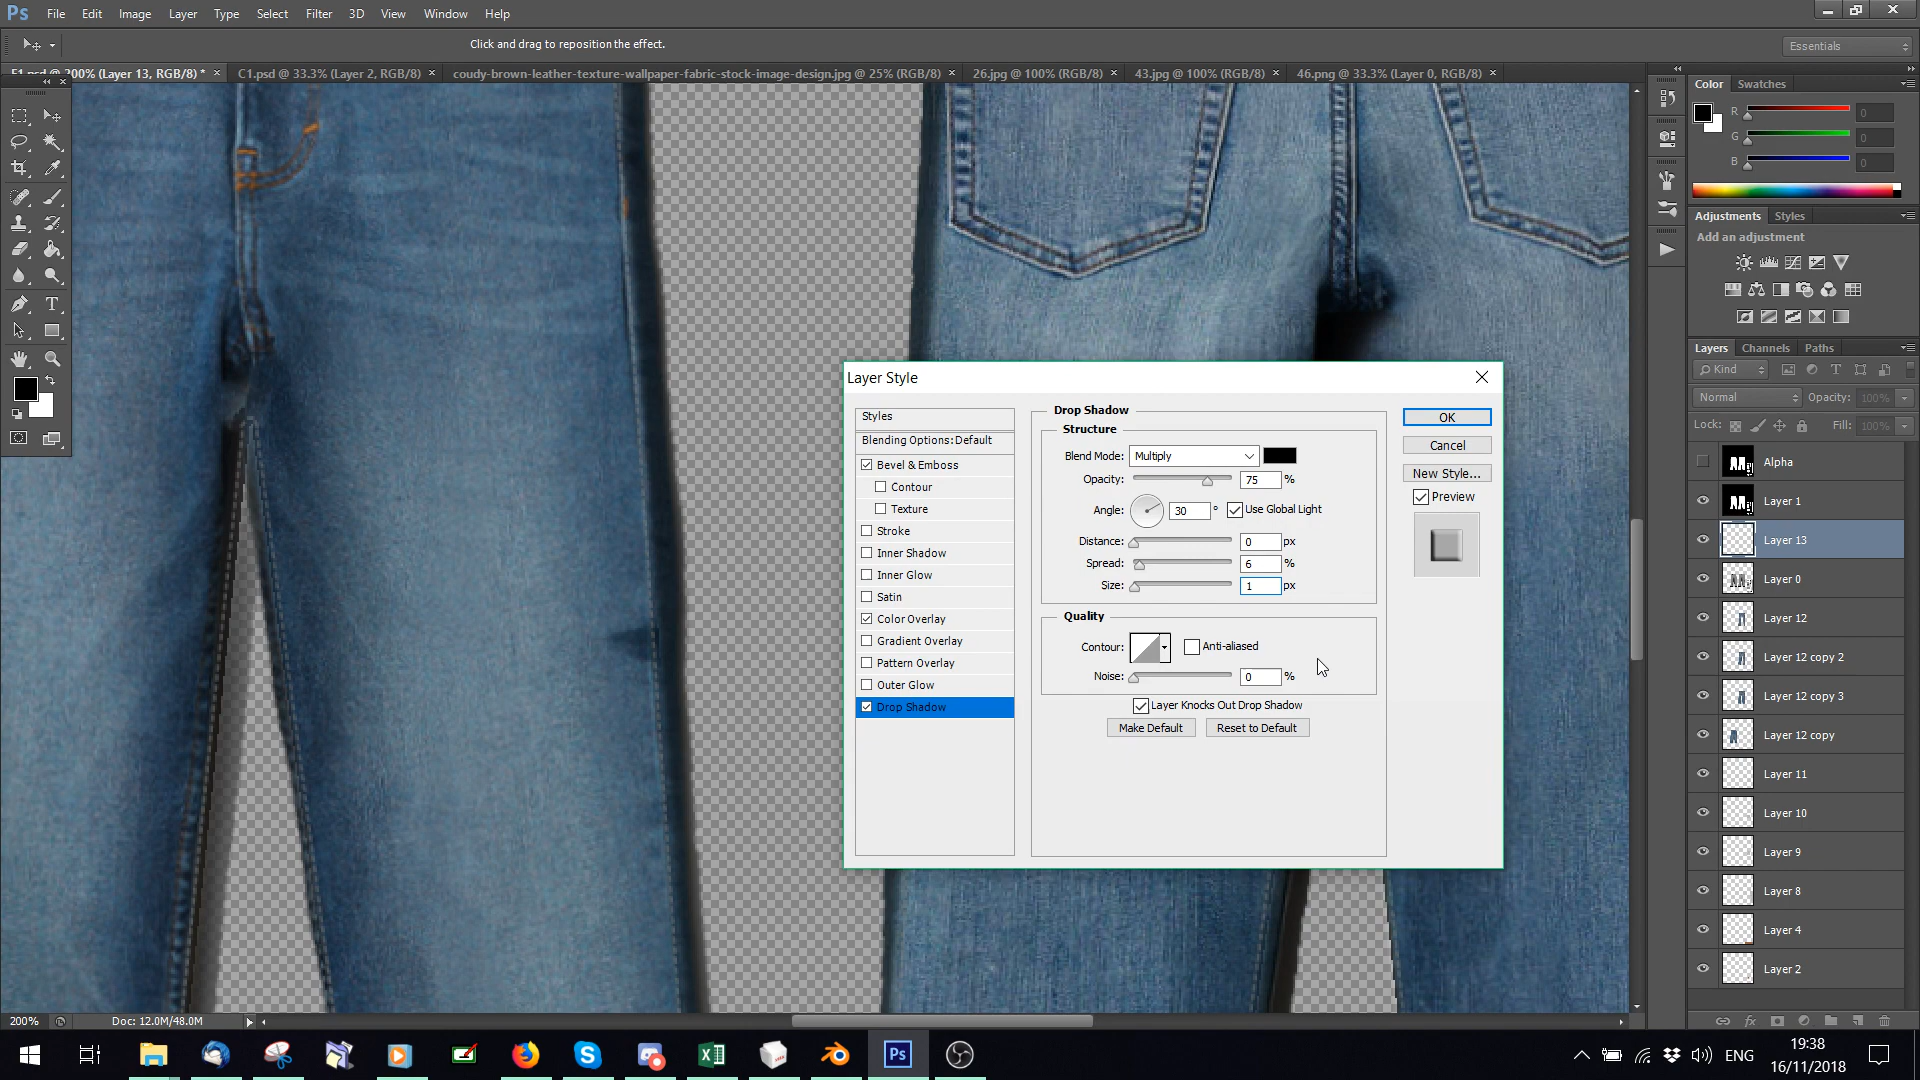 Ps File Edit Image Layer Type Select Filter 3D View Window Help
Click and drag to reposition the effect.
Essentials
F1.psd @ 200% (Layer 13, RGB/8) * C1.psd @ 33.3% (Layer 2, RGB/8) coudy-brown-leather-texture-wallpaper-fabric-stock-image-design.jpg @ 25% (RGB/8) 26.jpg @ 100% (RGB/8) 43.jpg @ 100% (RGB/8) 46.png @ 33.3% (Layer 0, RGB/8)
Color Swatches
R 0
G 0
B 0
Adjustments Styles
Add an adjustment
Layers Channels Paths
Kind
Normal Opacity: 100%
Lock: Fill: 100%
Alpha
Layer 1
Layer 13
Layer 0
Layer 12
Layer 12 copy 2
Layer 12 copy 3
Layer 12 copy
Layer 11
Layer 10
Layer 9
Layer 8
Layer 4
Layer 2
Layer Style
Styles
Blending Options: Default
Bevel & Emboss
Contour
Texture
Stroke
Inner Shadow
Inner Glow
Satin
Color Overlay
Gradient Overlay
Pattern Overlay
Outer Glow
Drop Shadow
Drop Shadow
Structure
Blend Mode: Multiply
Opacity: 75 %
Angle: 30 ° Use Global Light
Distance: 0 px
Spread: 6 %
Size: 1 px
Quality
Contour: Anti-aliased
Noise: 0 %
Layer Knocks Out Drop Shadow
Make Default Reset to Default
OK
Cancel
New Style...
Preview
200% Doc: 12.0M/48.0M
Ps
ENG
19:38
16/11/2018